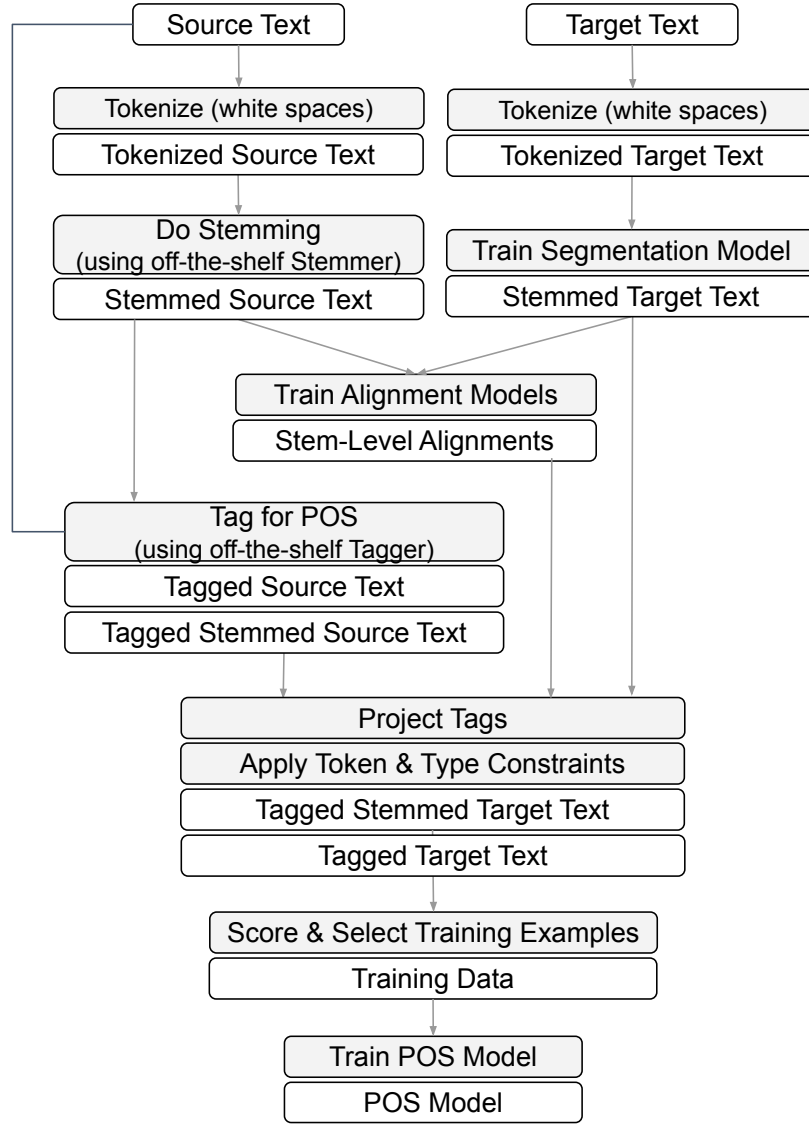 Source Text
Target Text
Tokenize (white spaces)
Tokenize (white spaces)
Tokenized Source Text
Tokenized Target Text
Do Stemming
(using off-the-shelf Stemmer)
Train Segmentation Model
Stemmed Source Text
Stemmed Target Text
Train Alignment Models
Stem-Level Alignments
Tag for POS
(using off-the-shelf Tagger)
Tagged Source Text
Tagged Stemmed Source Text
Project Tags
Apply Token & Type Constraints
Tagged Stemmed Target Text
Tagged Target Text
Score & Select Training Examples
Training Data
Train POS Model
POS Model